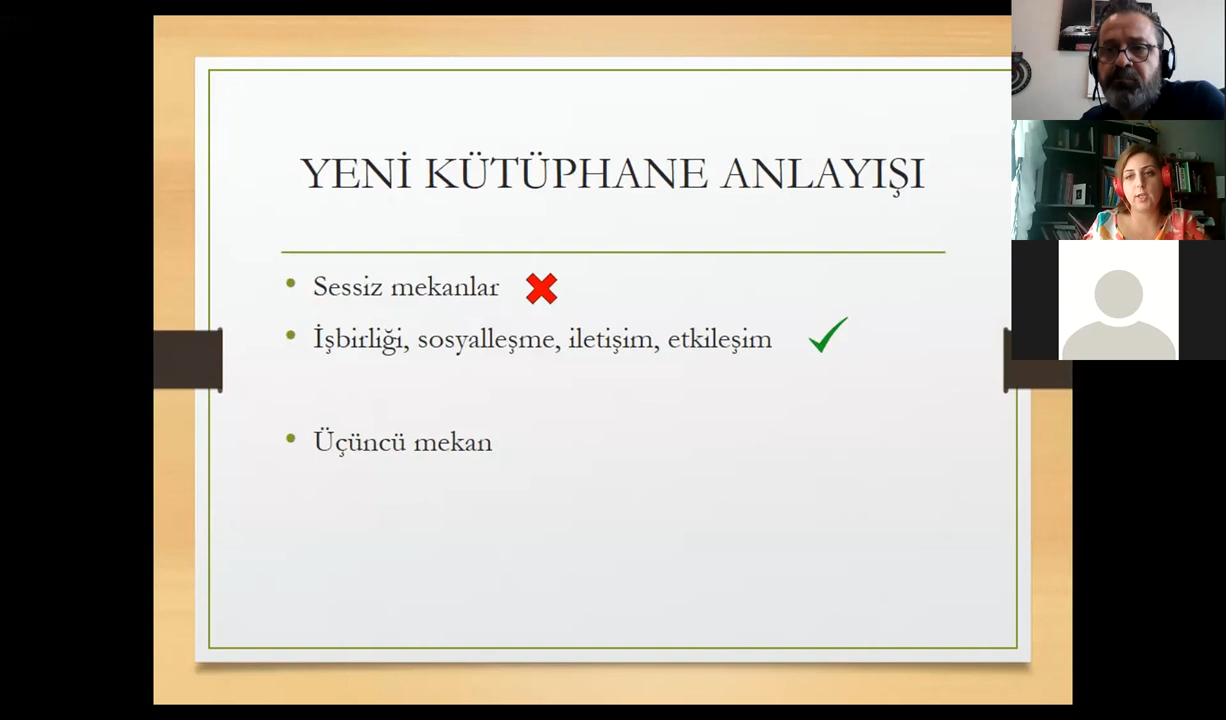 YENİ KÜTÜPHANE ANLAYIŞI
Sessiz mekanlar
İşbirliği, sosyalleşme, iletişim, etkileşim
Üçüncü mekan